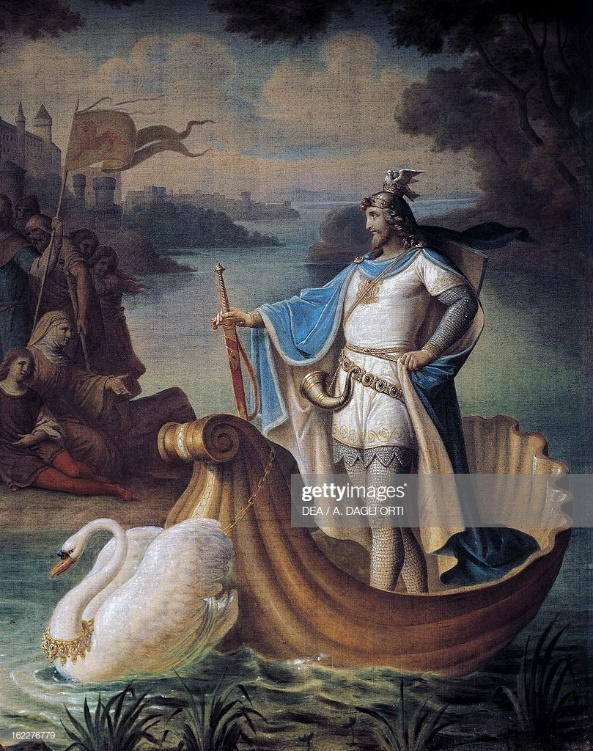 gettyimages®
DEA / A. DAGLI ORTI
162276779